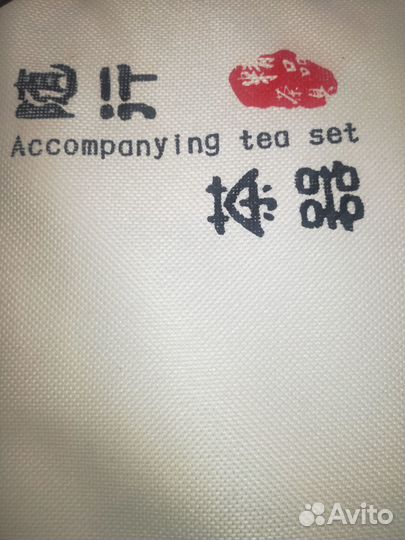 随行
Accompanying tea set
茶器
Avito